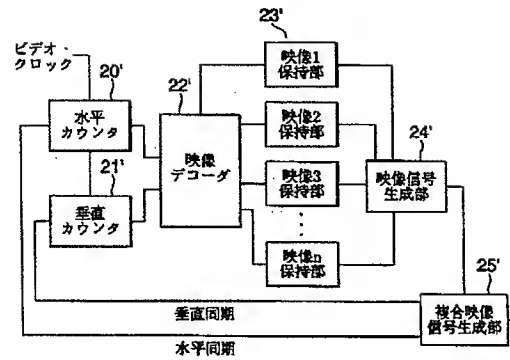 ビデオ・
クロック
20'
水平
カウンタ
21'
垂直
カウンタ
22'
映像
デコーダ
23'
映像1
保持部
映像2
保持部
映像3
保持部
映像n
保持部
24'
映像信号
生成部
25'
複合映像
信号生成部
垂直同期
水平同期